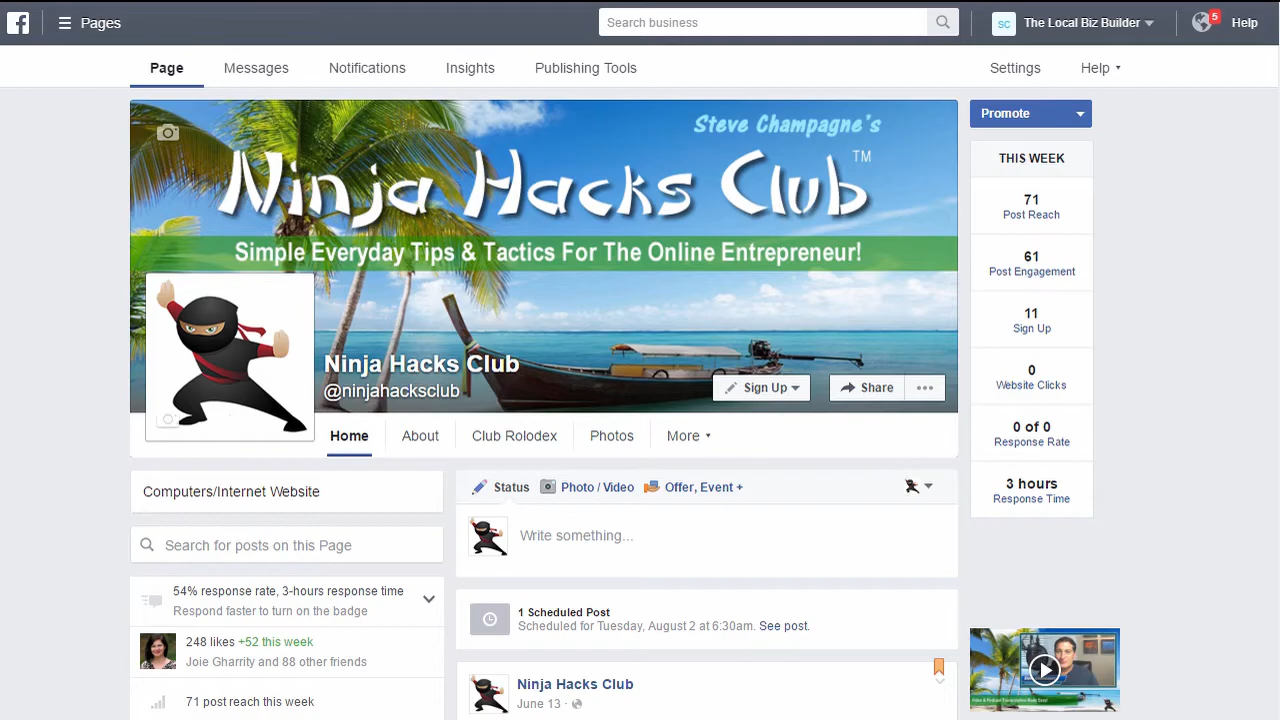 Pages
Search business
SC
The Local Biz Builder
5
Help
Page
Messages
Notifications
Insights
Publishing Tools
Settings
Help
Steve Champagne's
Ninja Hacks Club
TM
Simple Everyday Tips & Tactics For The Online Entrepreneur!
Ninja Hacks Club
@ninjahacksclub
Sign Up
Share
Promote
THIS WEEK
71
Post Reach
61
Post Engagement
11
Sign Up
0
Website Clicks
0 of 0
Response Rate
3 hours
Response Time
Home
About
Club Rolodex
Photos
More
Computers/Internet Website
Search for posts on this Page
54% response rate, 3-hours response time
Respond faster to turn on the badge
248 likes +52 this week
Joie Gharrity and 88 other friends
71 post reach this
Status
Photo / Video
Offer, Event +
Write something...
1 Scheduled Post
Scheduled for Tuesday, August 2 at 6:30am. See post.
Ninja Hacks Club
June 13